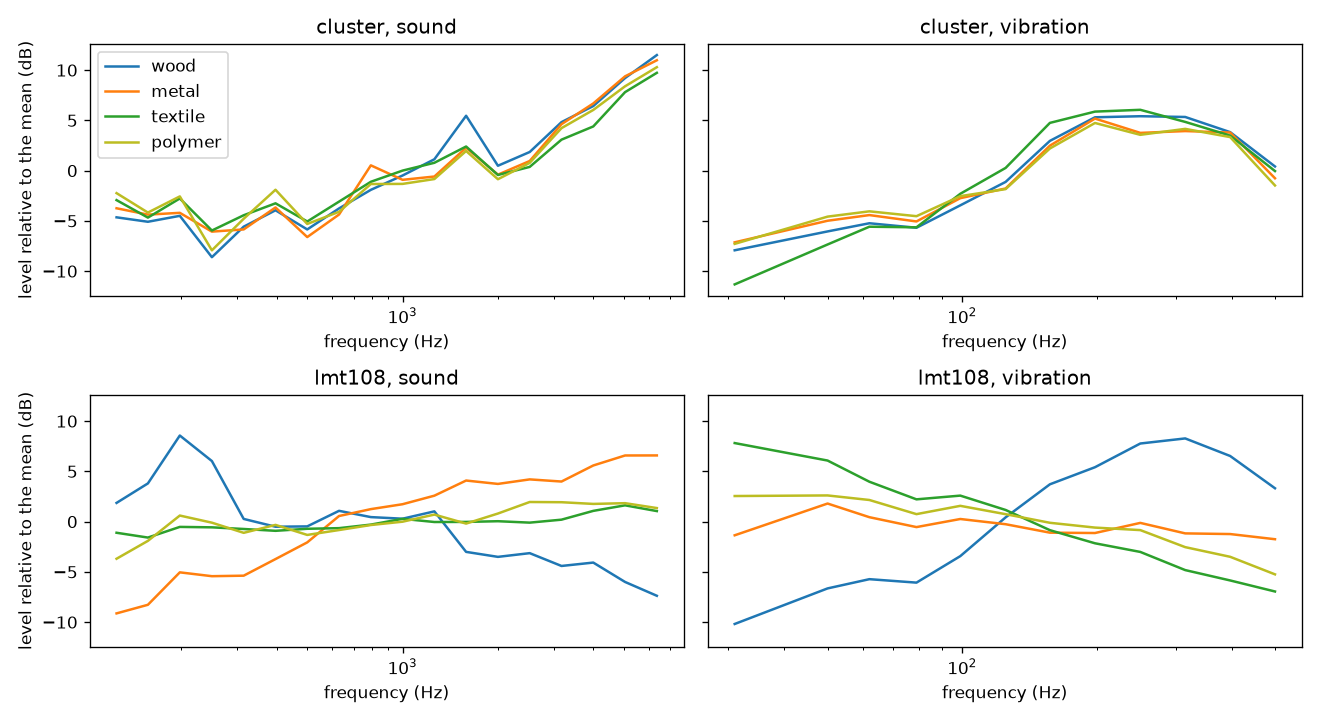 cluster, sound
cluster, vibration
level relative to the mean (dB)
10
5
0
−5
−10
wood
metal
textile
polymer
10³
frequency (Hz)
10²
frequency (Hz)
lmt108, sound
lmt108, vibration
level relative to the mean (dB)
10
5
0
−5
−10
10³
frequency (Hz)
10²
frequency (Hz)